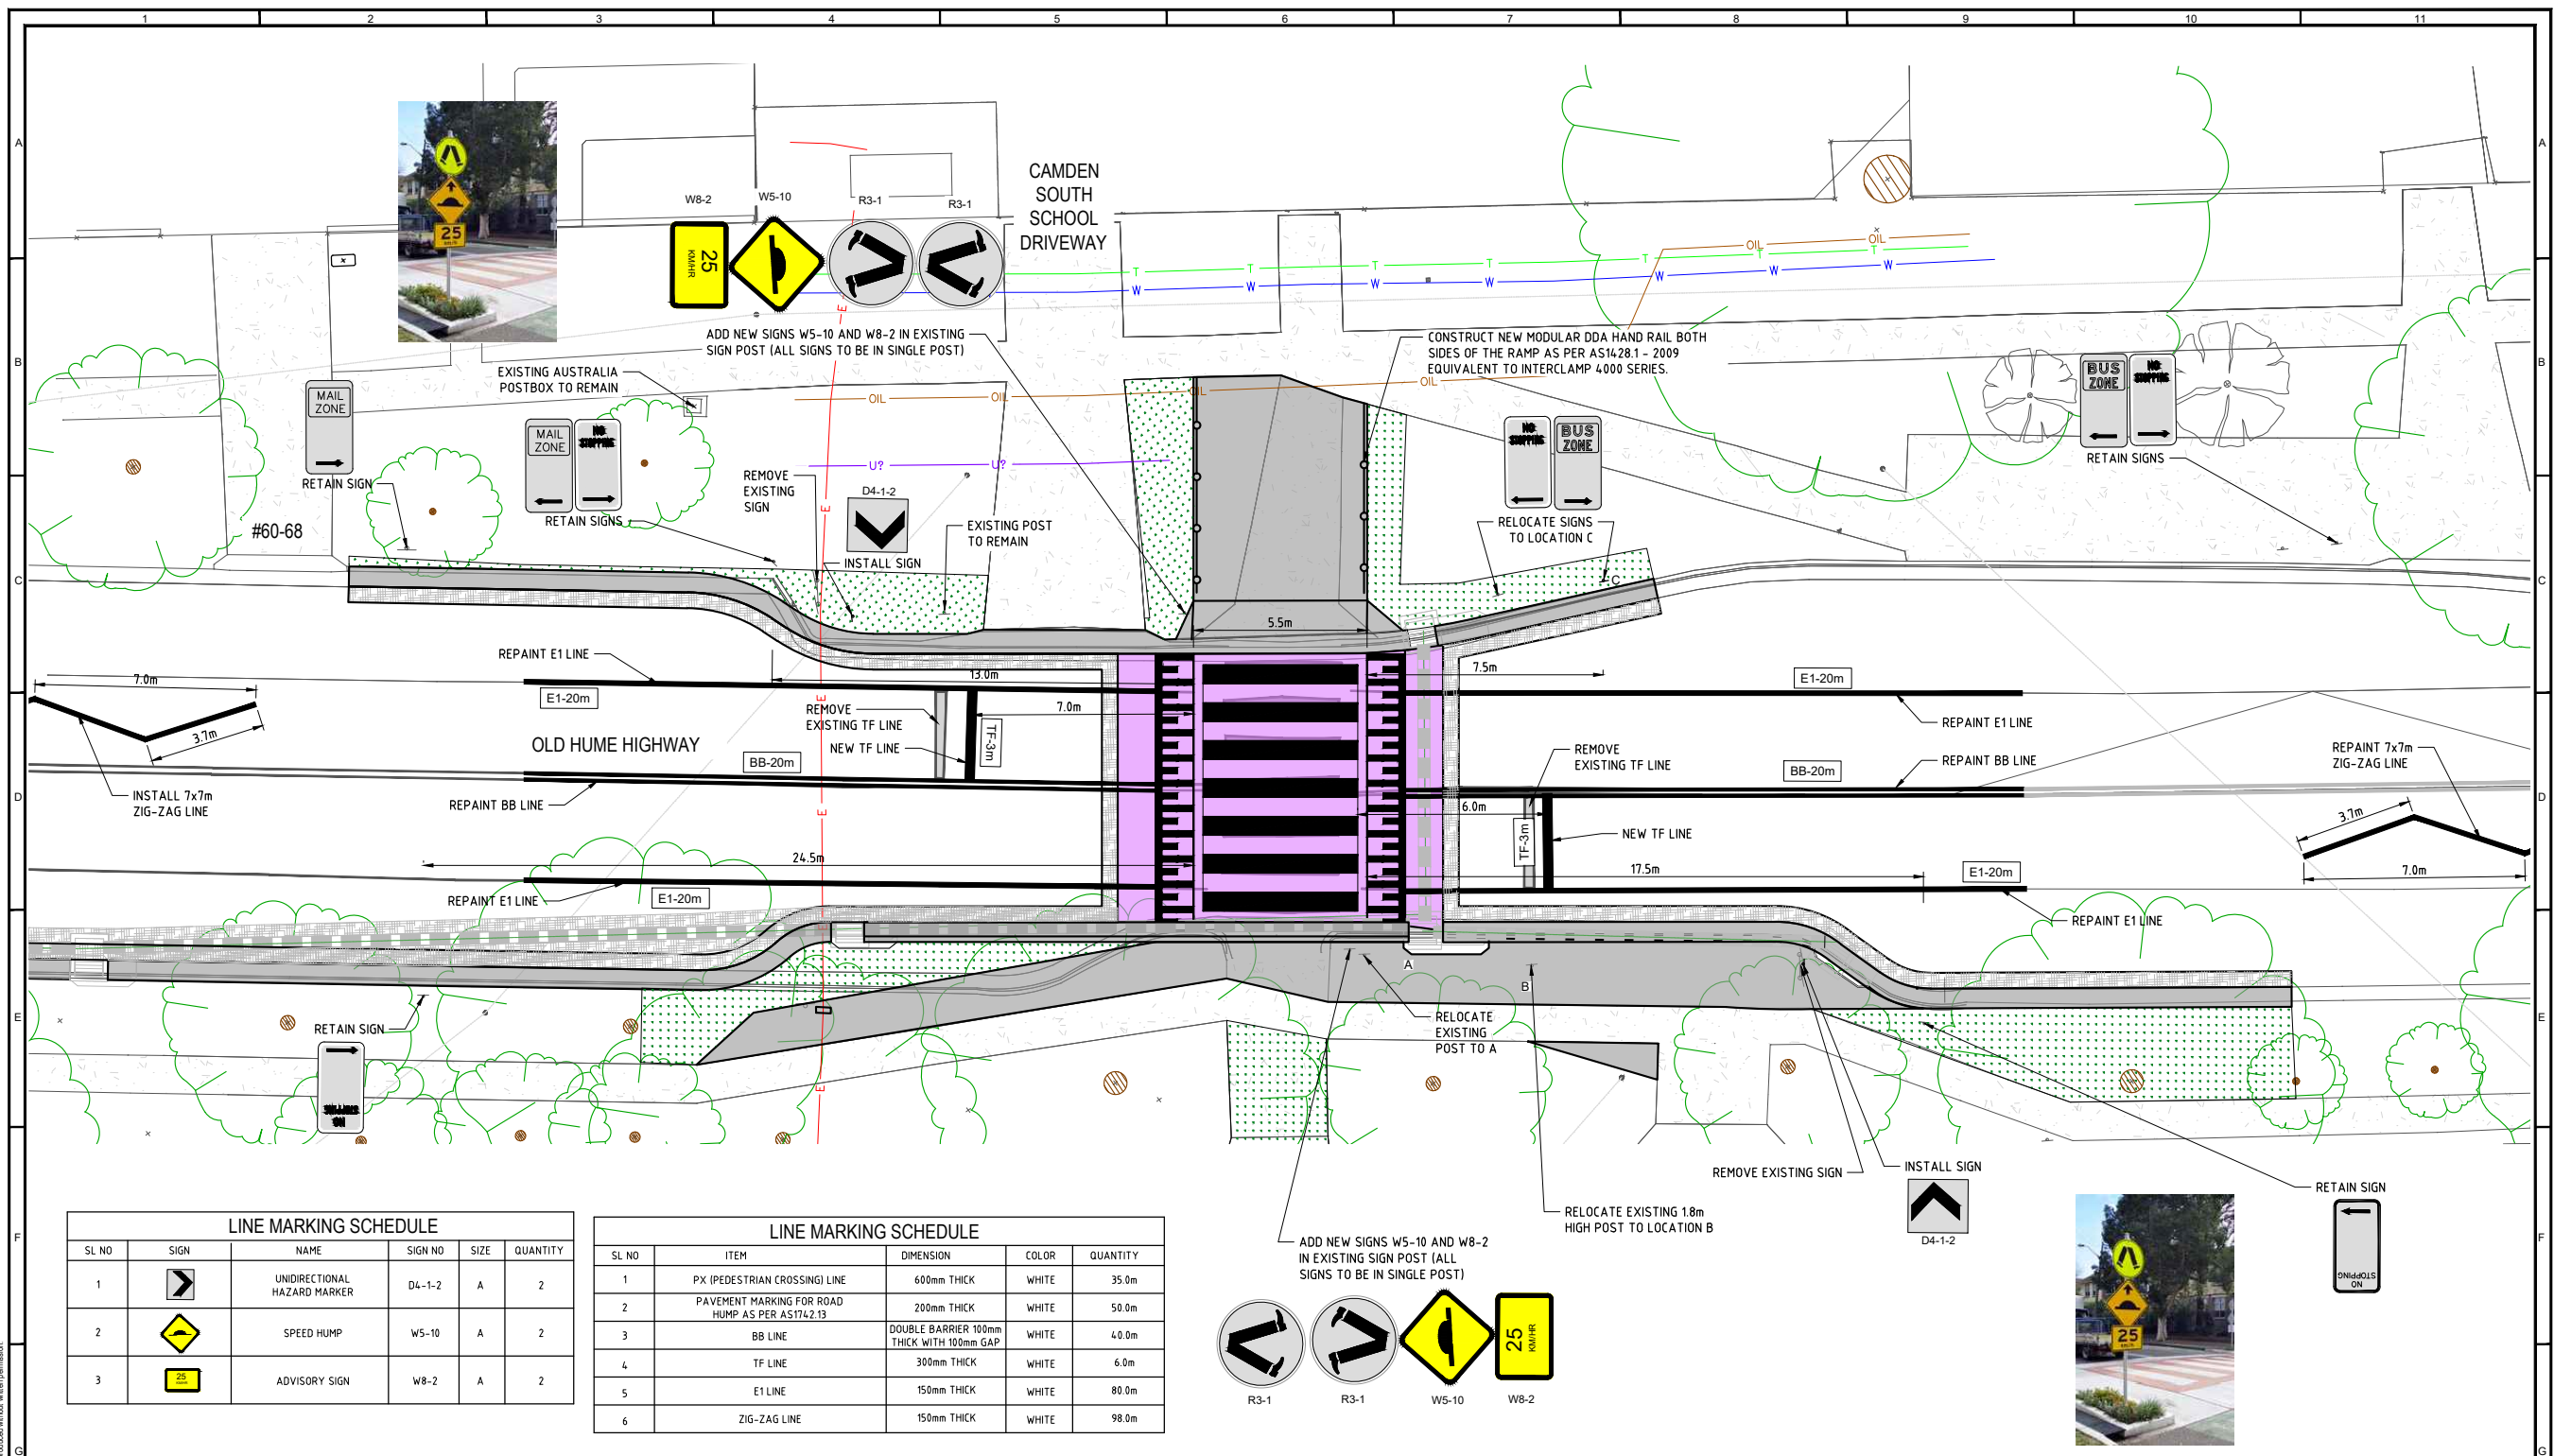 1 2 3 4 5 6 7 8 9 10 11
A A
B B
C C
D D
E E
F F
G G
25
W8-2
W5-10
R3-1
R3-1
25
KM/HR
CAMDEN
SOUTH
SCHOOL
DRIVEWAY
OIL
OIL
T T T T T T T
W W W W W W W
ADD NEW SIGNS W5-10 AND W8-2 IN EXISTING
SIGN POST (ALL SIGNS TO BE IN SINGLE POST)
CONSTRUCT NEW MODULAR DDA HAND RAIL BOTH
SIDES OF THE RAMP AS PER AS1428.1 - 2009
EQUIVALENT TO INTERCLAMP 4000 SERIES.
EXISTING AUSTRALIA
POSTBOX TO REMAIN
OIL OIL OIL OIL
MAIL
ZONE
RETAIN SIGN
MAIL
ZONE
NO
STOPPING
RETAIN SIGNS
#60-68
U? U?
REMOVE
EXISTING
SIGN
D4-1-2
INSTALL SIGN
EXISTING POST
TO REMAIN
NO
STOPPING
BUS
ZONE
RELOCATE SIGNS
TO LOCATION C
C
BUS
ZONE
NO
STOPPING
RETAIN SIGNS
E E E E E E
5.5m
REPAINT E1 LINE
E1-20m
13.0m
7.5m
E1-20m
REPAINT E1 LINE
7.0m
3.7m
INSTALL 7x7m
ZIG-ZAG LINE
OLD HUME HIGHWAY
REMOVE
EXISTING TF LINE
NEW TF LINE
7.0m
TF-3m
BB-20m
REPAINT BB LINE
REMOVE
EXISTING TF LINE
6.0m
TF-3m
NEW TF LINE
BB-20m
REPAINT BB LINE
REPAINT 7x7m
ZIG-ZAG LINE
3.7m
7.0m
24.5m
REPAINT E1 LINE
E1-20m
17.5m
E1-20m
REPAINT E1 LINE
RETAIN SIGN
NO
STOPPING
A
B
RELOCATE
EXISTING
POST TO A
REMOVE EXISTING SIGN
INSTALL SIGN
D4-1-2
RELOCATE EXISTING 1.8m
HIGH POST TO LOCATION B
RETAIN SIGN
NO
STOPPING
ADD NEW SIGNS W5-10 AND W8-2
IN EXISTING SIGN POST (ALL
SIGNS TO BE IN SINGLE POST)
25
KM/HR
R3-1
R3-1
W5-10
W8-2
25
LINE MARKING SCHEDULE
SL NO SIGN NAME SIGN NO SIZE QUANTITY
1 UNIDIRECTIONAL HAZARD MARKER D4-1-2 A 2
2 SPEED HUMP W5-10 A 2
3 25 ADVISORY SIGN W8-2 A 2
LINE MARKING SCHEDULE
SL NO ITEM DIMENSION COLOR QUANTITY
1 PX (PEDESTRIAN CROSSING) LINE 600mm THICK WHITE 35.0m
2 PAVEMENT MARKING FOR ROAD HUMP AS PER AS1742.13 200mm THICK WHITE 50.0m
3 BB LINE DOUBLE BARRIER 100mm THICK WITH 100mm GAP WHITE 40.0m
4 TF LINE 300mm THICK WHITE 6.0m
5 E1 LINE 150mm THICK WHITE 80.0m
6 ZIG-ZAG LINE 150mm THICK WHITE 98.0m